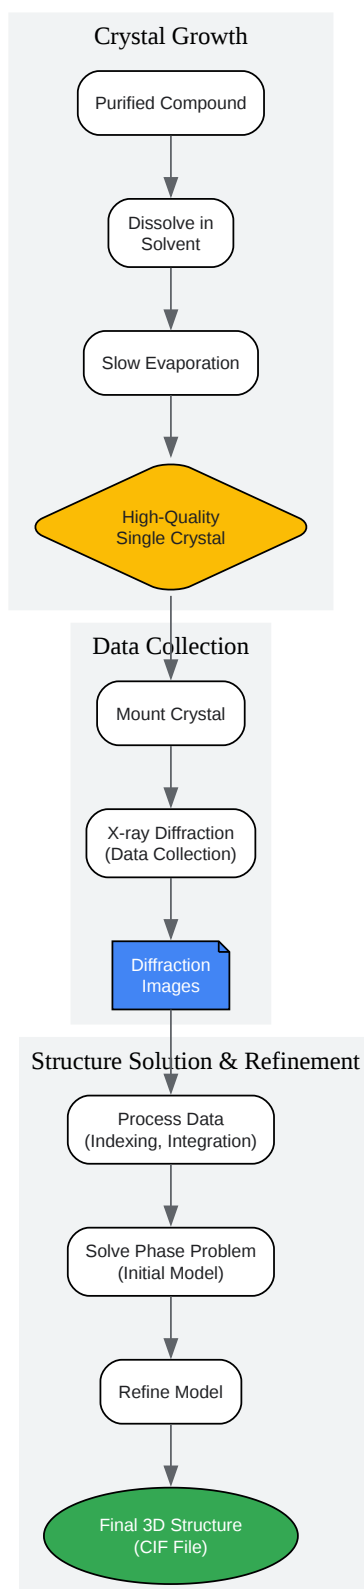 Crystal Growth
Purified Compound
Dissolve in
Solvent
Slow Evaporation
High-Quality
Single Crystal
Data Collection
Mount Crystal
X-ray Diffraction
(Data Collection)
Diffraction
Images
Structure Solution & Refinement
Process Data
(Indexing, Integration)
Solve Phase Problem
(Initial Model)
Refine Model
Final 3D Structure
(CIF File)